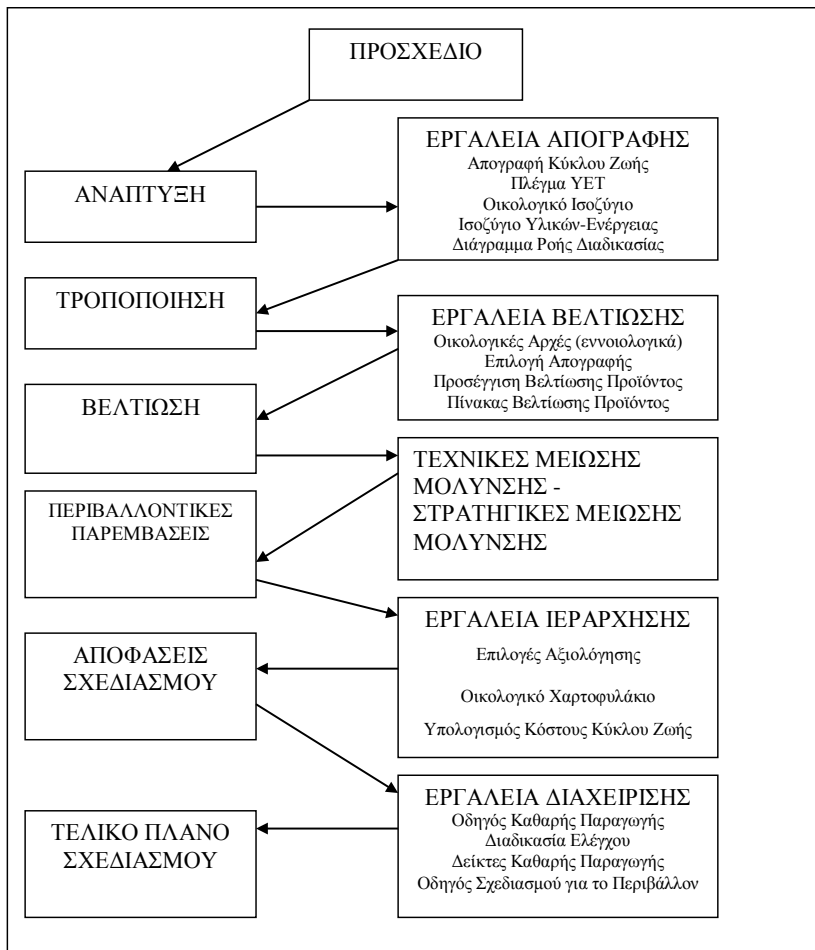 ΠΡΟΣΧΕΔΙΟ
ΑΝΑΠΤΥΞΗ
ΕΡΓΑΛΕΙΑ ΑΠΟΓΡΑΦΗΣ
Απογραφή Κύκλου Ζωής
Πλέγμα ΥΕΤ
Οικολογικό Ισοζύγιο
Ισοζύγιο Υλικών-Ενέργειας
Διάγραμμα Ροής Διαδικασίας
ΤΡΟΠΟΠΟΙΗΣΗ
ΕΡΓΑΛΕΙΑ ΒΕΛΤΙΩΣΗΣ
Οικολογικές Αρχές (εννοιολογικά)
Επιλογή Απογραφής
Προσέγγιση Βελτίωσης Προϊόντος
Πίνακας Βελτίωσης Προϊόντος
ΒΕΛΤΙΩΣΗ
ΤΕΧΝΙΚΕΣ ΜΕΙΩΣΗΣ
ΜΟΛΥΝΣΗΣ -
ΣΤΡΑΤΗΓΙΚΕΣ ΜΕΙΩΣΗΣ
ΜΟΛΥΝΣΗΣ
ΠΕΡΙΒΑΛΛΟΝΤΙΚΕΣ
ΠΑΡΕΜΒΑΣΕΙΣ
ΕΡΓΑΛΕΙΑ ΙΕΡΑΡΧΗΣΗΣ
Επιλογές Αξιολόγησης
Οικολογικό Χαρτοφυλάκιο
Υπολογισμός Κόστους Κύκλου Ζωής
ΑΠΟΦΑΣΕΙΣ
ΣΧΕΔΙΑΣΜΟΥ
ΕΡΓΑΛΕΙΑ ΔΙΑΧΕΙΡΙΣΗΣ
Οδηγός Καθαρής Παραγωγής
Διαδικασία Ελέγχου
Δείκτες Καθαρής Παραγωγής
Οδηγός Σχεδιασμού για το Περιβάλλον
ΤΕΛΙΚΟ ΠΛΑΝΟ
ΣΧΕΔΙΑΣΜΟΥ